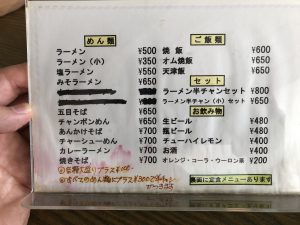 めん類
ラーメン ¥500
ラーメン(小) ¥350
塩ラーメン ¥550
みそラーメン ¥650
五目そば ¥700
チャンポンめん ¥700
あんかけそば ¥700
チャーシューめん ¥700
カレーラーメン ¥700
焼きそば ¥700
ご飯類
焼飯 ¥600
オム焼飯 ¥650
天津飯 ¥650
セット
ラーメン半チャンセット ¥800
ラーメン半チャン(小)セット ¥650
お飲み物
生ビール ¥480
瓶ビール ¥480
チューハイレモン ¥400
お酒 ¥400
オレンジ・コーラ・ウーロン茶 ¥200
裏面に定食メニューあります